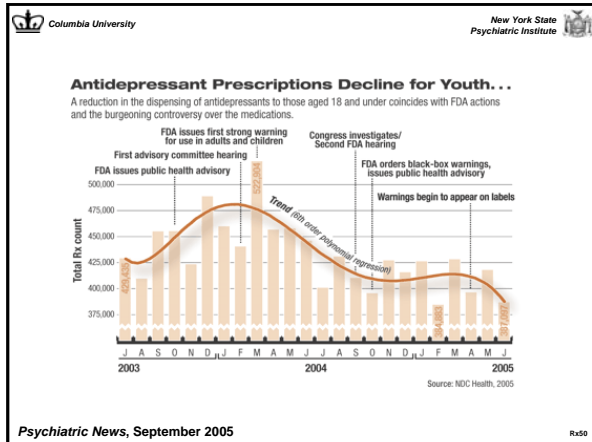 Columbia University
New York State
Psychiatric Institute
Antidepressant Prescriptions Decline for Youth...
A reduction in the dispensing of antidepressants to those aged 18 and under coincides with FDA actions
and the burgeoning controversy over the medications.
FDA issues first strong warning
for use in adults and children
First advisory committee hearing
FDA issues public health advisory
Congress investigates/
Second FDA hearing
FDA orders black-box warnings,
issues public health advisory
Warnings begin to appear on labels
Trend (6th order polynomial regression)
Total Rx count
500,000
475,000
450,000
425,000
400,000
375,000
522,904
384,883
387,097
J A S O N D J F M A M J J A S O N D J F M A M J
2003 2004 2005
Source: NDC Health, 2005
Psychiatric News, September 2005
Rx50